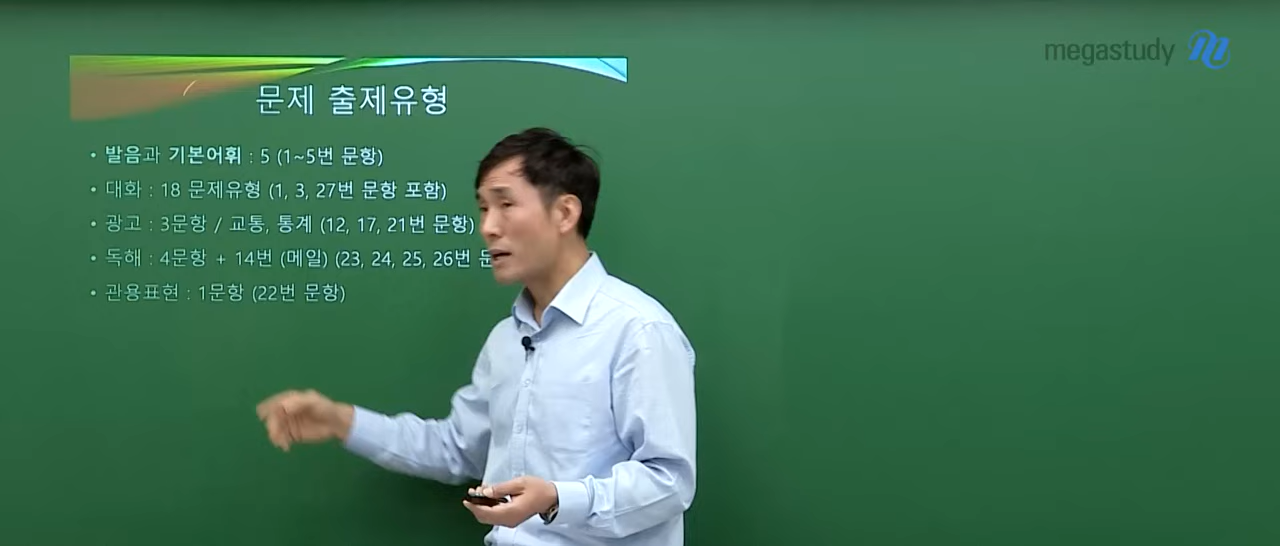 megastudy
문제 출제유형
• 발음과 기본어휘 : 5 (1~5번 문항)
• 대화 : 18 문제유형 (1, 3, 27번 문항 포함)
• 광고 : 3문항 / 교통, 통계 (12, 17, 21번 문항)
• 독해 : 4문항 + 14번 (메일) (23, 24, 25, 26번
• 관용표현 : 1문항 (22번 문항)